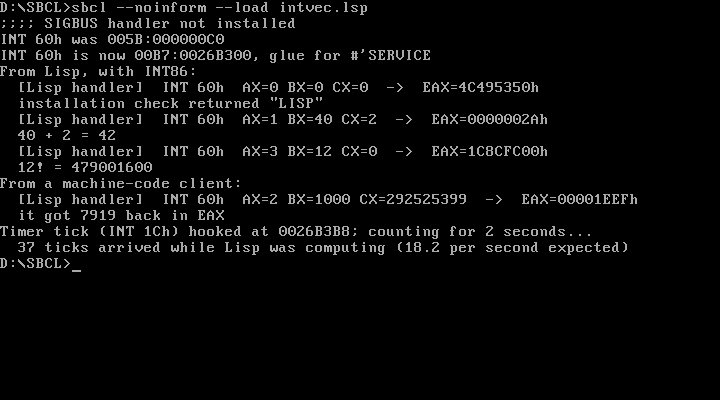 D:\SBCL>sbcl --noinform --load intvec.lsp
;;;; SIGBUS handler not installed
INT 60h was 005B:000000C0
INT 60h is now 00B7:0026B300, glue for #'SERVICE
From Lisp, with INT86:
  [Lisp handler]  INT 60h  AX=0 BX=0 CX=0  ->  EAX=4C495350h
  installation check returned "LISP"
  [Lisp handler]  INT 60h  AX=1 BX=40 CX=2  ->  EAX=0000002Ah
  40 + 2 = 42
  [Lisp handler]  INT 60h  AX=3 BX=12 CX=0  ->  EAX=1C8CFC00h
  12! = 479001600
From a machine-code client:
  [Lisp handler]  INT 60h  AX=2 BX=1000 CX=292525399  ->  EAX=00001EEFh
  it got 7919 back in EAX
Timer tick (INT 1Ch) hooked at 0026B3B8; counting for 2 seconds...
  37 ticks arrived while Lisp was computing (18.2 per second expected)
D:\SBCL>_